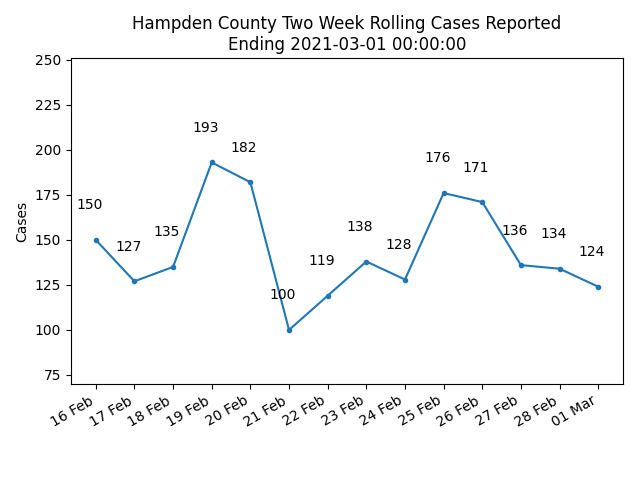 Hampden County Two Week Rolling Cases Reported
Ending 2021-03-01 00:00:00
Cases
250
225
200
175
150
125
100
75
150
127
135
193
182
100
119
138
128
176
171
136
134
124
16 Feb
17 Feb
18 Feb
19 Feb
20 Feb
21 Feb
22 Feb
23 Feb
24 Feb
25 Feb
26 Feb
27 Feb
28 Feb
01 Mar